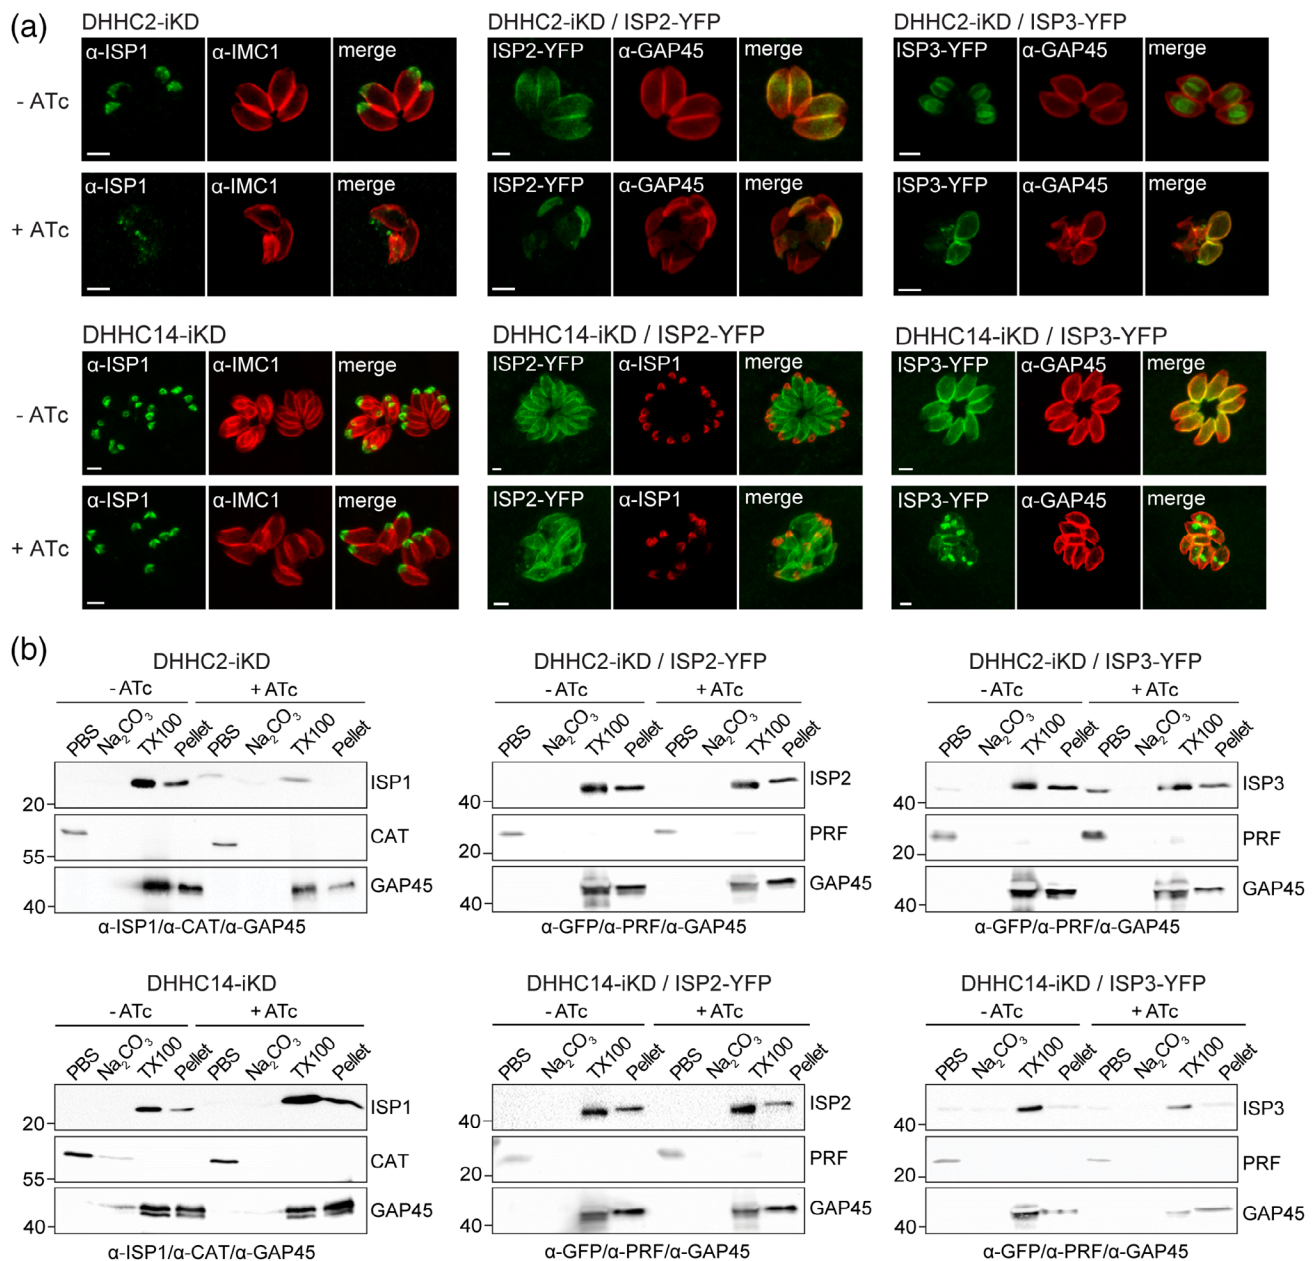 (a)
DHHC2-iKD
DHHC2-iKD / ISP2-YFP
DHHC2-iKD / ISP3-YFP
- ATc
α-ISP1 α-IMC1 merge
ISP2-YFP α-GAP45 merge
ISP3-YFP α-GAP45 merge
+ ATc
α-ISP1 α-IMC1 merge
ISP2-YFP α-GAP45 merge
ISP3-YFP α-GAP45 merge
DHHC14-iKD
DHHC14-iKD / ISP2-YFP
DHHC14-iKD / ISP3-YFP
- ATc
α-ISP1 α-IMC1 merge
ISP2-YFP α-ISP1 merge
ISP3-YFP α-GAP45 merge
+ ATc
α-ISP1 α-IMC1 merge
ISP2-YFP α-ISP1 merge
ISP3-YFP α-GAP45 merge
(b)
DHHC2-iKD
- ATc + ATc
PBS Na₂CO₃ TX100 Pellet PBS Na₂CO₃ TX100 Pellet
ISP1
20
CAT
55
GAP45
40
α-ISP1/α-CAT/α-GAP45
DHHC2-iKD / ISP2-YFP
- ATc + ATc
PBS Na₂CO₃ TX100 Pellet PBS Na₂CO₃ TX100 Pellet
ISP2
40
PRF
20
GAP45
40
α-GFP/α-PRF/α-GAP45
DHHC2-iKD / ISP3-YFP
- ATc + ATc
PBS Na₂CO₃ TX100 Pellet PBS Na₂CO₃ TX100 Pellet
ISP3
40
PRF
20
GAP45
40
α-GFP/α-PRF/α-GAP45
DHHC14-iKD
- ATc + ATc
PBS Na₂CO₃ TX100 Pellet PBS Na₂CO₃ TX100 Pellet
ISP1
20
CAT
55
GAP45
40
α-ISP1/α-CAT/α-GAP45
DHHC14-iKD / ISP2-YFP
- ATc + ATc
PBS Na₂CO₃ TX100 Pellet PBS Na₂CO₃ TX100 Pellet
ISP2
40
PRF
20
GAP45
40
α-GFP/α-PRF/α-GAP45
DHHC14-iKD / ISP3-YFP
- ATc + ATc
PBS Na₂CO₃ TX100 Pellet PBS Na₂CO₃ TX100 Pellet
ISP3
40
PRF
20
GAP45
40
α-GFP/α-PRF/α-GAP45